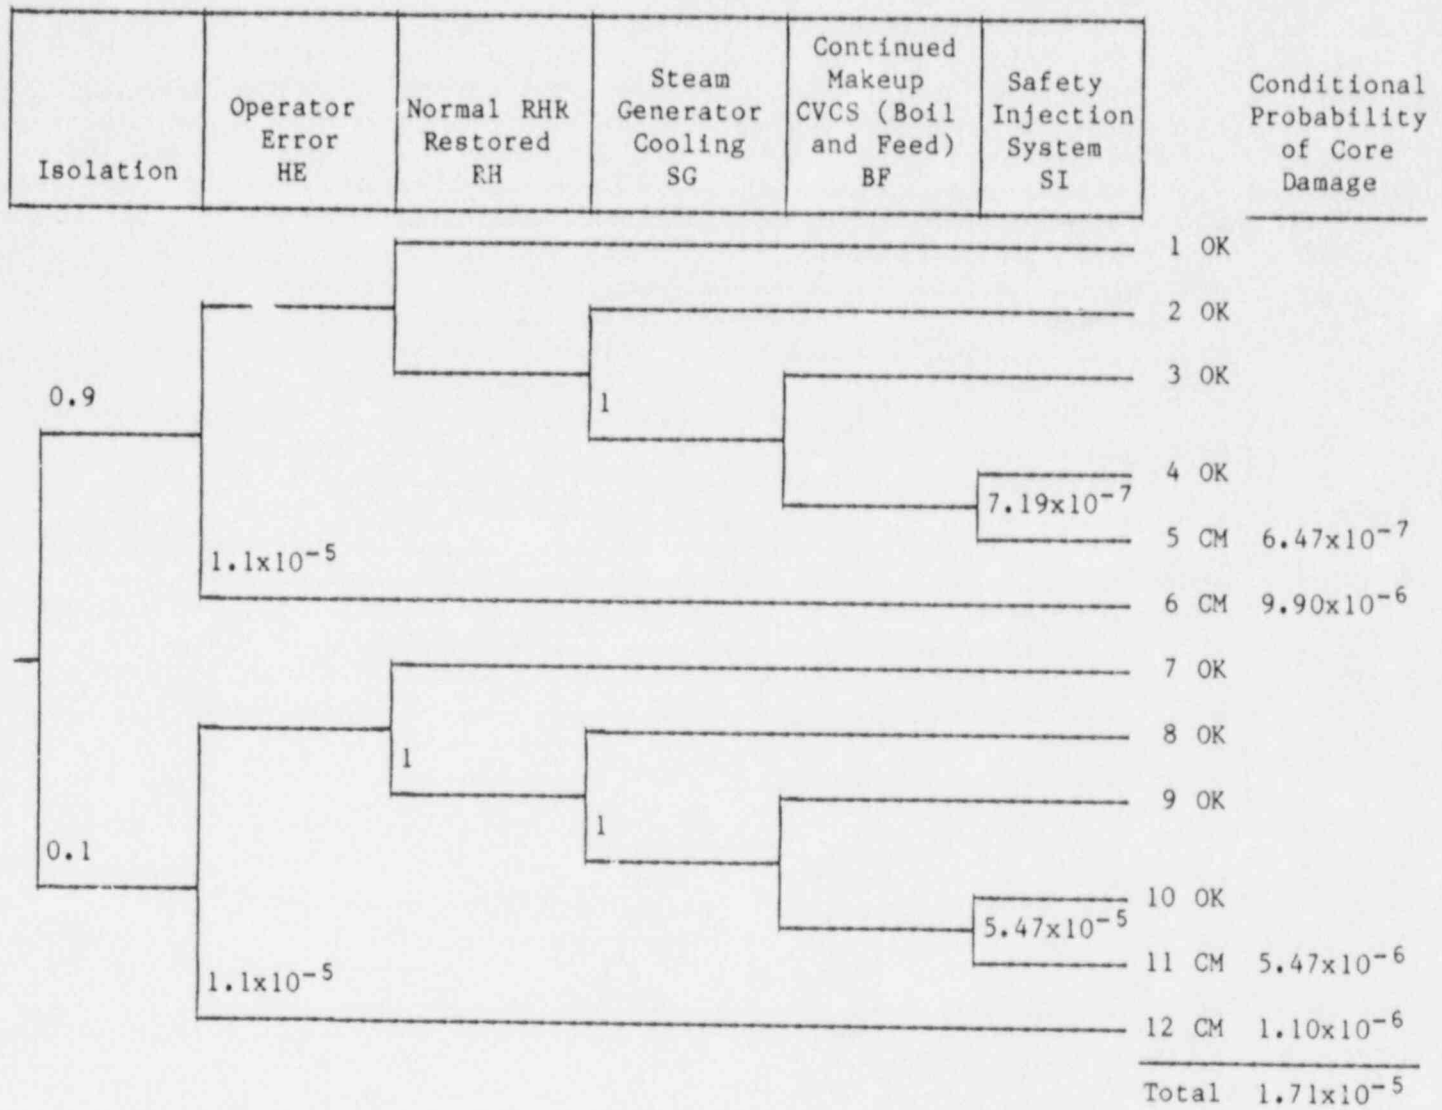 Isolation
Operator
Error
HE
Normal RHR
Restored
RH
Steam
Generator
Cooling
SG
Continued
Makeup
CVCS (Boil
and Feed)
BF
Safety
Injection
System
SI
Conditional
Probability
of Core
Damage
1 OK
2 OK
3 OK
0.9
1
4 OK
7.19x10⁻⁷
5 CM 6.47x10⁻⁷
1.1x10⁻⁵
6 CM 9.90x10⁻⁶
7 OK
8 OK
1
9 OK
1
0.1
10 OK
5.47x10⁻⁵
11 CM 5.47x10⁻⁶
1.1x10⁻⁵
12 CM 1.10x10⁻⁶
Total 1.71x10⁻⁵